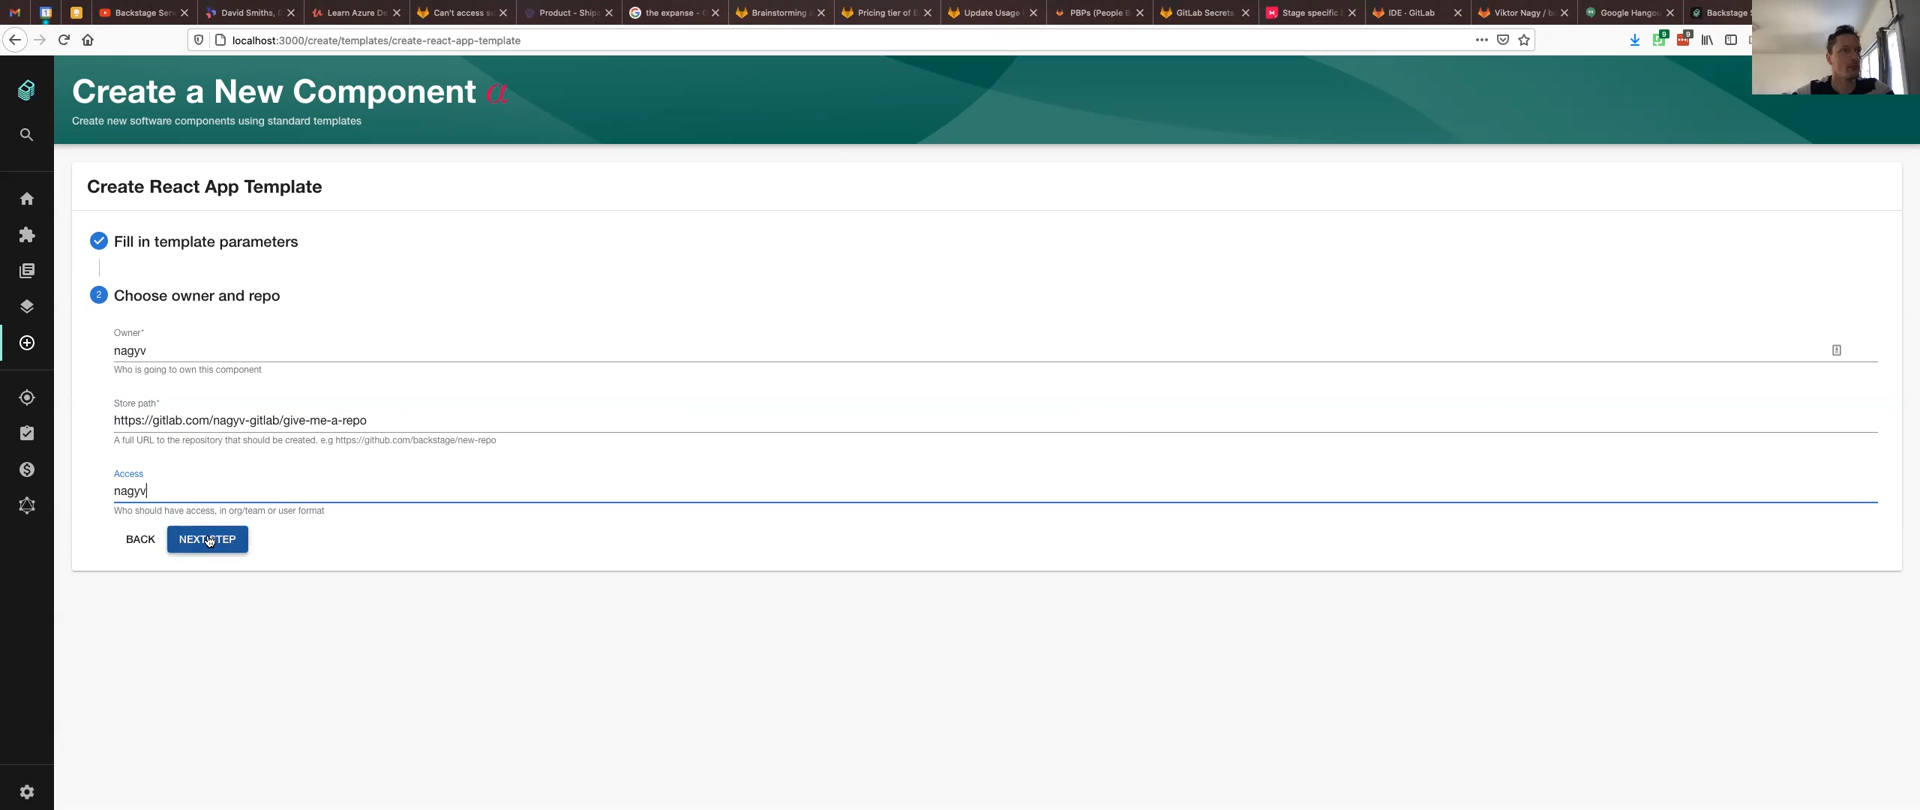 Backstage Ser
David Smiths,
Learn Azure De
Can't access s
Product - Ship
the expanse - G
Brainstorming
Pricing tier of E
Update Usage
PBPs (People B
GitLab Secrets
Stage specific
IDE · GitLab
Viktor Nagy / b
Google Hangou
Backstage S
localhost:3000/create/templates/create-react-app-template
9
9
Create a New Component α
Create new software components using standard templates
Create React App Template
Fill in template parameters
2 Choose owner and repo
Owner*
nagyv
Who is going to own this component
Store path*
https://gitlab.com/nagyv-gitlab/give-me-a-repo
A full URL to the repository that should be created. e.g https://github.com/backstage/new-repo
Access
nagyv
Who should have access, in org/team or user format
BACK
NEXT STEP